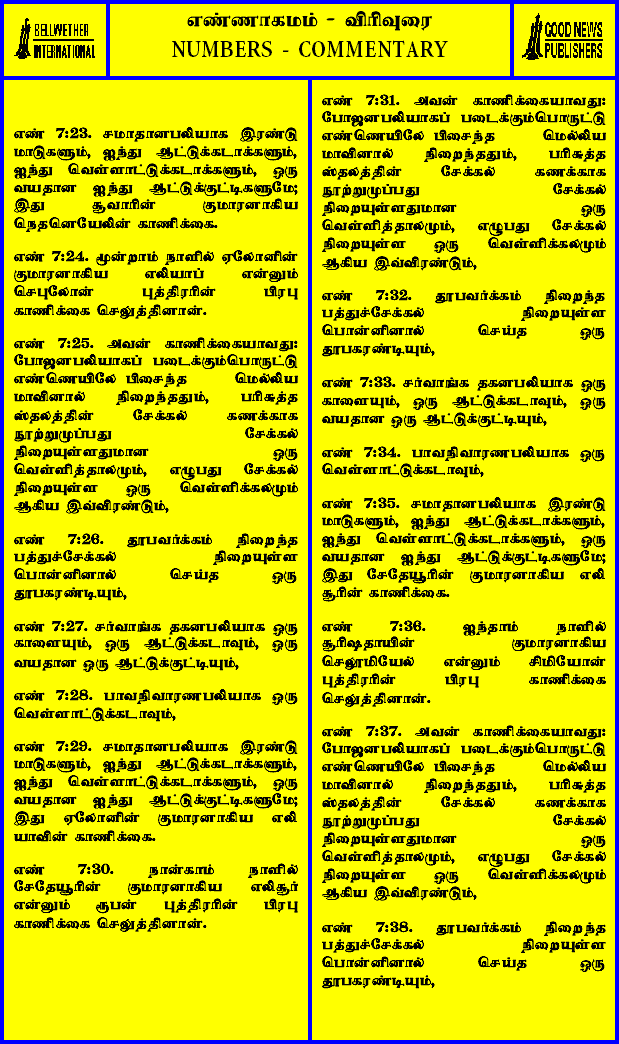 எண்ணாகமம் - விரிவுரை
BELLWETHER
INTERNATIONAL
NUMBERS - COMMENTARY
GOOD NEWS
PUBLISHERS
எண் 7:23. சமாதானபலியாக இரண்டு
மாடுகளும், ஐந்து ஆட்டுக்கடாக்களும்,
ஐந்து வெள்ளாட்டுக்கடாக்களும், ஒரு
வயதான ஐந்து ஆட்டுக்குட்டிகளுமே;
இது சூவாரின் குமாரனாகிய
நெதனெயேலின் காணிக்கை.
எண் 7:24. மூன்றாம் நாளில் ஏலோனின்
குமாரனாகிய எலியாப் என்னும்
செபுலோன் புத்திரரின் பிரபு
காணிக்கை செலுத்தினான்.
எண் 7:25. அவன் காணிக்கையாவது:
போஜனபலியாகப் படைக்கும்பொருட்டு
எண்ணெயிலே பிசைந்த மெல்லிய
மாவினால் நிறைந்ததும், பரிசுத்த
ஸ்தலத்தின் சேக்கல் கணக்காக
நூற்றுமுப்பது சேக்கல்
நிறையுள்ளதுமான ஒரு
வெள்ளித்தாலமும், எழுபது சேக்கல்
நிறையுள்ள ஒரு வெள்ளிக்கலமும்
ஆகிய இவ்விரண்டும்,
எண் 7:26. தூபவர்க்கம் நிறைந்த
பத்துச்சேக்கல் நிறையுள்ள
பொன்னினால் செய்த ஒரு
தூபகரண்டியும்,
எண் 7:27. சர்வாங்க தகனபலியாக ஒரு
காளையும், ஒரு ஆட்டுக்கடாவும், ஒரு
வயதான ஒரு ஆட்டுக்குட்டியும்,
எண் 7:28. பாவநிவாரணபலியாக ஒரு
வெள்ளாட்டுக்கடாவும்,
எண் 7:29. சமாதானபலியாக இரண்டு
மாடுகளும், ஐந்து ஆட்டுக்கடாக்களும்,
ஐந்து வெள்ளாட்டுக்கடாக்களும், ஒரு
வயதான ஐந்து ஆட்டுக்குட்டிகளுமே;
இது ஏலோனின் குமாரனாகிய எலி
யாவின் காணிக்கை.
எண் 7:30. நான்காம் நாளில்
சேதேயூரின் குமாரனாகிய எலிசூர்
என்னும் ரூபன் புத்திரரின் பிரபு
காணிக்கை செலுத்தினான்.
எண் 7:31. அவன் காணிக்கையாவது:
போஜனபலியாகப் படைக்கும்பொருட்டு
எண்ணெயிலே பிசைந்த மெல்லிய
மாவினால் நிறைந்ததும், பரிசுத்த
ஸ்தலத்தின் சேக்கல் கணக்காக
நூற்றுமுப்பது சேக்கல்
நிறையுள்ளதுமான ஒரு
வெள்ளித்தாலமும், எழுபது சேக்கல்
நிறையுள்ள ஒரு வெள்ளிக்கலமும்
ஆகிய இவ்விரண்டும்,
எண் 7:32. தூபவர்க்கம் நிறைந்த
பத்துச்சேக்கல் நிறையுள்ள
பொன்னினால் செய்த ஒரு
தூபகரண்டியும்,
எண் 7:33. சர்வாங்க தகனபலியாக ஒரு
காளையும், ஒரு ஆட்டுக்கடாவும், ஒரு
வயதான ஒரு ஆட்டுக்குட்டியும்,
எண் 7:34. பாவநிவாரணபலியாக ஒரு
வெள்ளாட்டுக்கடாவும்,
எண் 7:35. சமாதானபலியாக இரண்டு
மாடுகளும், ஐந்து ஆட்டுக்கடாக்களும்,
ஐந்து வெள்ளாட்டுக்கடாக்களும், ஒரு
வயதான ஐந்து ஆட்டுக்குட்டிகளுமே;
இது சேதேயூரின் குமாரனாகிய எலி
சூரின் காணிக்கை.
எண் 7:36. ஐந்தாம் நாளில்
சூரிஷதாயின் குமாரனாகிய
செலூமியேல் என்னும் சிமியோன்
புத்திரரின் பிரபு காணிக்கை
செலுத்தினான்.
எண் 7:37. அவன் காணிக்கையாவது:
போஜனபலியாகப் படைக்கும்பொருட்டு
எண்ணெயிலே பிசைந்த மெல்லிய
மாவினால் நிறைந்ததும், பரிசுத்த
ஸ்தலத்தின் சேக்கல் கணக்காக
நூற்றுமுப்பது சேக்கல்
நிறையுள்ளதுமான ஒரு
வெள்ளித்தாலமும், எழுபது சேக்கல்
நிறையுள்ள ஒரு வெள்ளிக்கலமும்
ஆகிய இவ்விரண்டும்,
எண் 7:38. தூபவர்க்கம் நிறைந்த
பத்துச்சேக்கல் நிறையுள்ள
பொன்னினால் செய்த ஒரு
தூபகரண்டியும்,